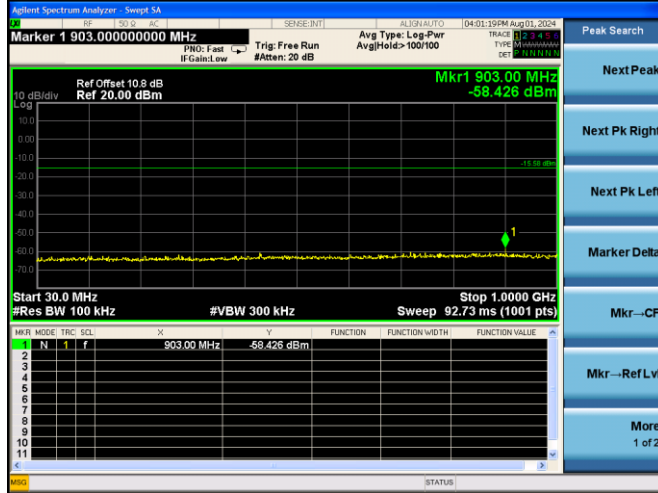 Agilent Spectrum Analyzer - Swept SA
LXI RF 50 Ω AC SENSE:INT ALIGN AUTO 04:01:19 PM Aug 01, 2024
Marker 1 903.000000000 MHz
PNO: Fast
IFGain:Low
Trig: Free Run
#Atten: 20 dB
Avg Type: Log-Pwr
Avg|Hold:> 100/100
TRACE 1 2 3 4 5 6
TYPE M
DET P N N N N N
Ref Offset 10.8 dB
Ref 20.00 dBm
10 dB/div
Log
Mkr1 903.00 MHz
-58.426 dBm
10.0
0.00
-10.0
-15.58 dBm
-20.0
-30.0
-40.0
-50.0
1
-60.0
-70.0
Start 30.0 MHz
#Res BW 100 kHz
#VBW 300 kHz
Stop 1.0000 GHz
Sweep 92.73 ms (1001 pts)
MKR MODE TRC SCL X Y FUNCTION FUNCTION WIDTH FUNCTION VALUE
1 N 1 f 903.00 MHz -58.426 dBm
2
3
4
5
6
7
8
9
10
11
MSG STATUS
Peak Search
Next Peak
Next Pk Right
Next Pk Left
Marker Delta
Mkr→CF
Mkr→Ref Lvl
More
1 of 2